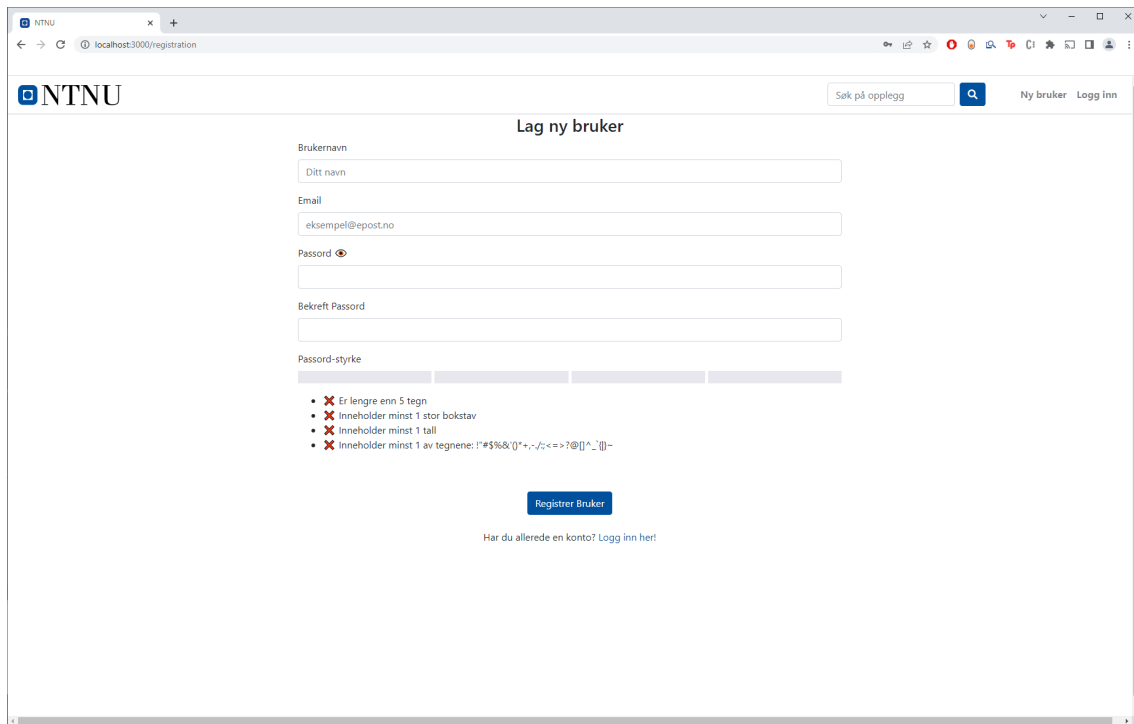 NTNU
localhost:3000/registration
NTNU
Søk på opplegg
Ny bruker Logg inn
Lag ny bruker
Brukernavn
Ditt navn
Email
eksempel@epost.no
Passord
Bekreft Passord
Passord-styrke
Er lengre enn 5 tegn
Inneholder minst 1 stor bokstav
Inneholder minst 1 tall
Inneholder minst 1 av tegnene: !"#$%&'()*+,-./:;<=>?@[]^_`{|}~
Registrer Bruker
Har du allerede en konto? Logg inn her!